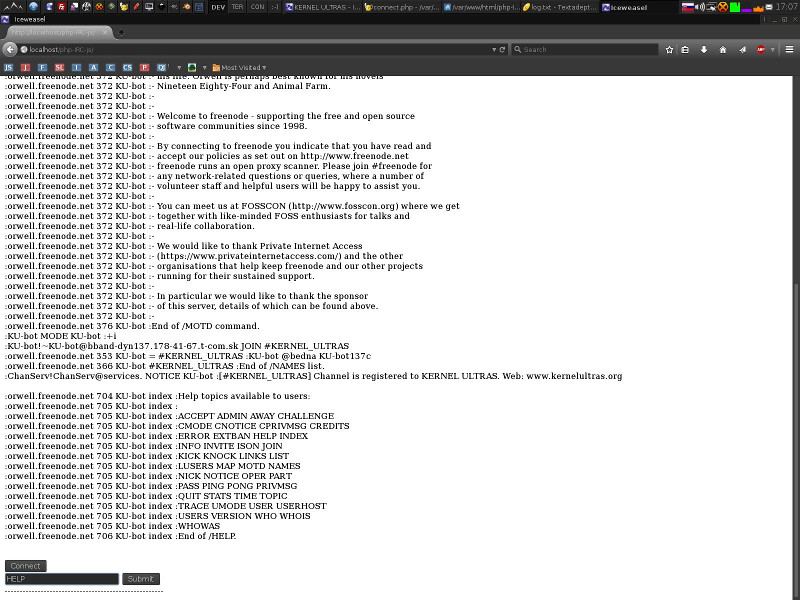 DEV TER CON :-) KERNEL ULTRAS - I connect.php - /var/ /var/www/html/php-I log.txt - Textadept Iceweasel 17:07
Iceweasel
http://localhost/php-IRC-js/
localhost/php-IRC-js/ Search
Most Visited
:orwell.freenode.net 372 KU-bot :- his life. Orwell is perhaps best known for his novels
:orwell.freenode.net 372 KU-bot :- Nineteen Eighty-Four and Animal Farm.
:orwell.freenode.net 372 KU-bot :-
:orwell.freenode.net 372 KU-bot :-
:orwell.freenode.net 372 KU-bot :- Welcome to freenode - supporting the free and open source
:orwell.freenode.net 372 KU-bot :- software communities since 1998.
:orwell.freenode.net 372 KU-bot :-
:orwell.freenode.net 372 KU-bot :- By connecting to freenode you indicate that you have read and
:orwell.freenode.net 372 KU-bot :- accept our policies as set out on http://www.freenode.net
:orwell.freenode.net 372 KU-bot :- freenode runs an open proxy scanner. Please join #freenode for
:orwell.freenode.net 372 KU-bot :- any network-related questions or queries, where a number of
:orwell.freenode.net 372 KU-bot :- volunteer staff and helpful users will be happy to assist you.
:orwell.freenode.net 372 KU-bot :-
:orwell.freenode.net 372 KU-bot :- You can meet us at FOSSCON (http://www.fosscon.org) where we get
:orwell.freenode.net 372 KU-bot :- together with like-minded FOSS enthusiasts for talks and
:orwell.freenode.net 372 KU-bot :- real-life collaboration.
:orwell.freenode.net 372 KU-bot :-
:orwell.freenode.net 372 KU-bot :- We would like to thank Private Internet Access
:orwell.freenode.net 372 KU-bot :- (https://www.privateinternetaccess.com/) and the other
:orwell.freenode.net 372 KU-bot :- organisations that help keep freenode and our other projects
:orwell.freenode.net 372 KU-bot :- running for their sustained support.
:orwell.freenode.net 372 KU-bot :-
:orwell.freenode.net 372 KU-bot :- In particular we would like to thank the sponsor
:orwell.freenode.net 372 KU-bot :- of this server, details of which can be found above.
:orwell.freenode.net 372 KU-bot :-
:orwell.freenode.net 376 KU-bot :End of /MOTD command.
:KU-bot MODE KU-bot :+i
:KU-bot!~KU-bot@bband-dyn137.178-41-67.t-com.sk JOIN #KERNEL_ULTRAS
:orwell.freenode.net 353 KU-bot = #KERNEL_ULTRAS :KU-bot @bedna KU-bot137c
:orwell.freenode.net 366 KU-bot #KERNEL_ULTRAS :End of /NAMES list.
:ChanServ!ChanServ@services. NOTICE KU-bot :[#KERNEL_ULTRAS] Channel is registered to KERNEL ULTRAS. Web: www.kernelultras.org
:orwell.freenode.net 704 KU-bot index :Help topics available to users:
:orwell.freenode.net 705 KU-bot index :
:orwell.freenode.net 705 KU-bot index :ACCEPT ADMIN AWAY CHALLENGE
:orwell.freenode.net 705 KU-bot index :CMODE CNOTICE CPRIVMSG CREDITS
:orwell.freenode.net 705 KU-bot index :ERROR EXTBAN HELP INDEX
:orwell.freenode.net 705 KU-bot index :INFO INVITE ISON JOIN
:orwell.freenode.net 705 KU-bot index :KICK KNOCK LINKS LIST
:orwell.freenode.net 705 KU-bot index :LUSERS MAP MOTD NAMES
:orwell.freenode.net 705 KU-bot index :NICK NOTICE OPER PART
:orwell.freenode.net 705 KU-bot index :PASS PING PONG PRIVMSG
:orwell.freenode.net 705 KU-bot index :QUIT STATS TIME TOPIC
:orwell.freenode.net 705 KU-bot index :TRACE UMODE USER USERHOST
:orwell.freenode.net 705 KU-bot index :USERS VERSION WHO WHOIS
:orwell.freenode.net 705 KU-bot index :WHOWAS
:orwell.freenode.net 706 KU-bot index :End of /HELP.
Connect
HELP Submit